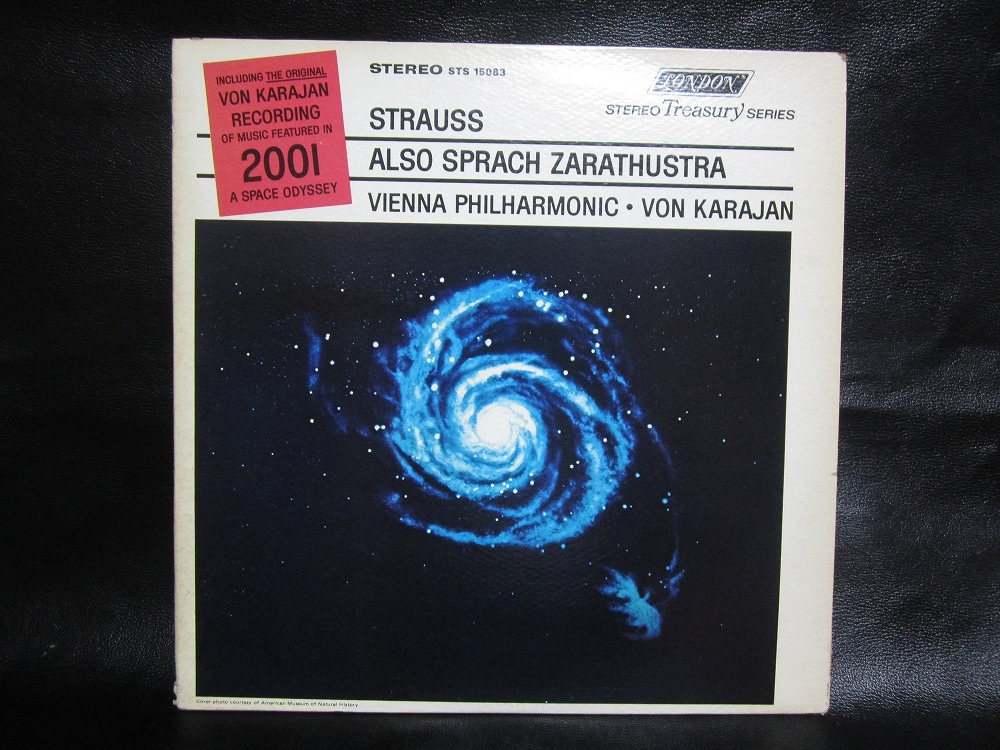 INCLUDING THE ORIGINAL
VON KARAJAN
RECORDING
OF MUSIC FEATURED IN
2001
A SPACE ODYSSEY
STEREO STS 15083
LONDON
STEREO Treasury SERIES
STRAUSS
ALSO SPRACH ZARATHUSTRA
VIENNA PHILHARMONIC • VON KARAJAN
Cover photo courtesy of American Museum of Natural History